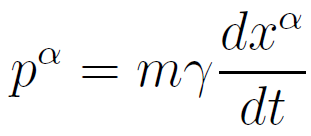 p^α = mγ dx^α/dt